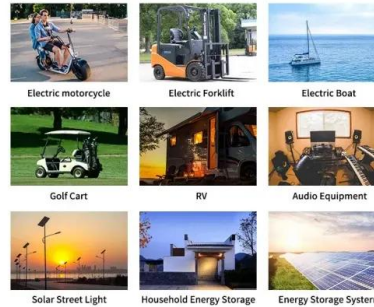 Electric motorcycle
Electric Forklift
Electric Boat
Golf Cart
RV
Audio Equipment
Solar Street Light
Household Energy Storage
Energy Storage System